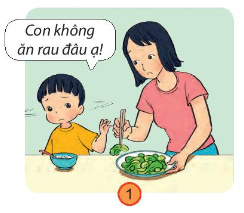 Con không
ăn rau đâu ạ!
1